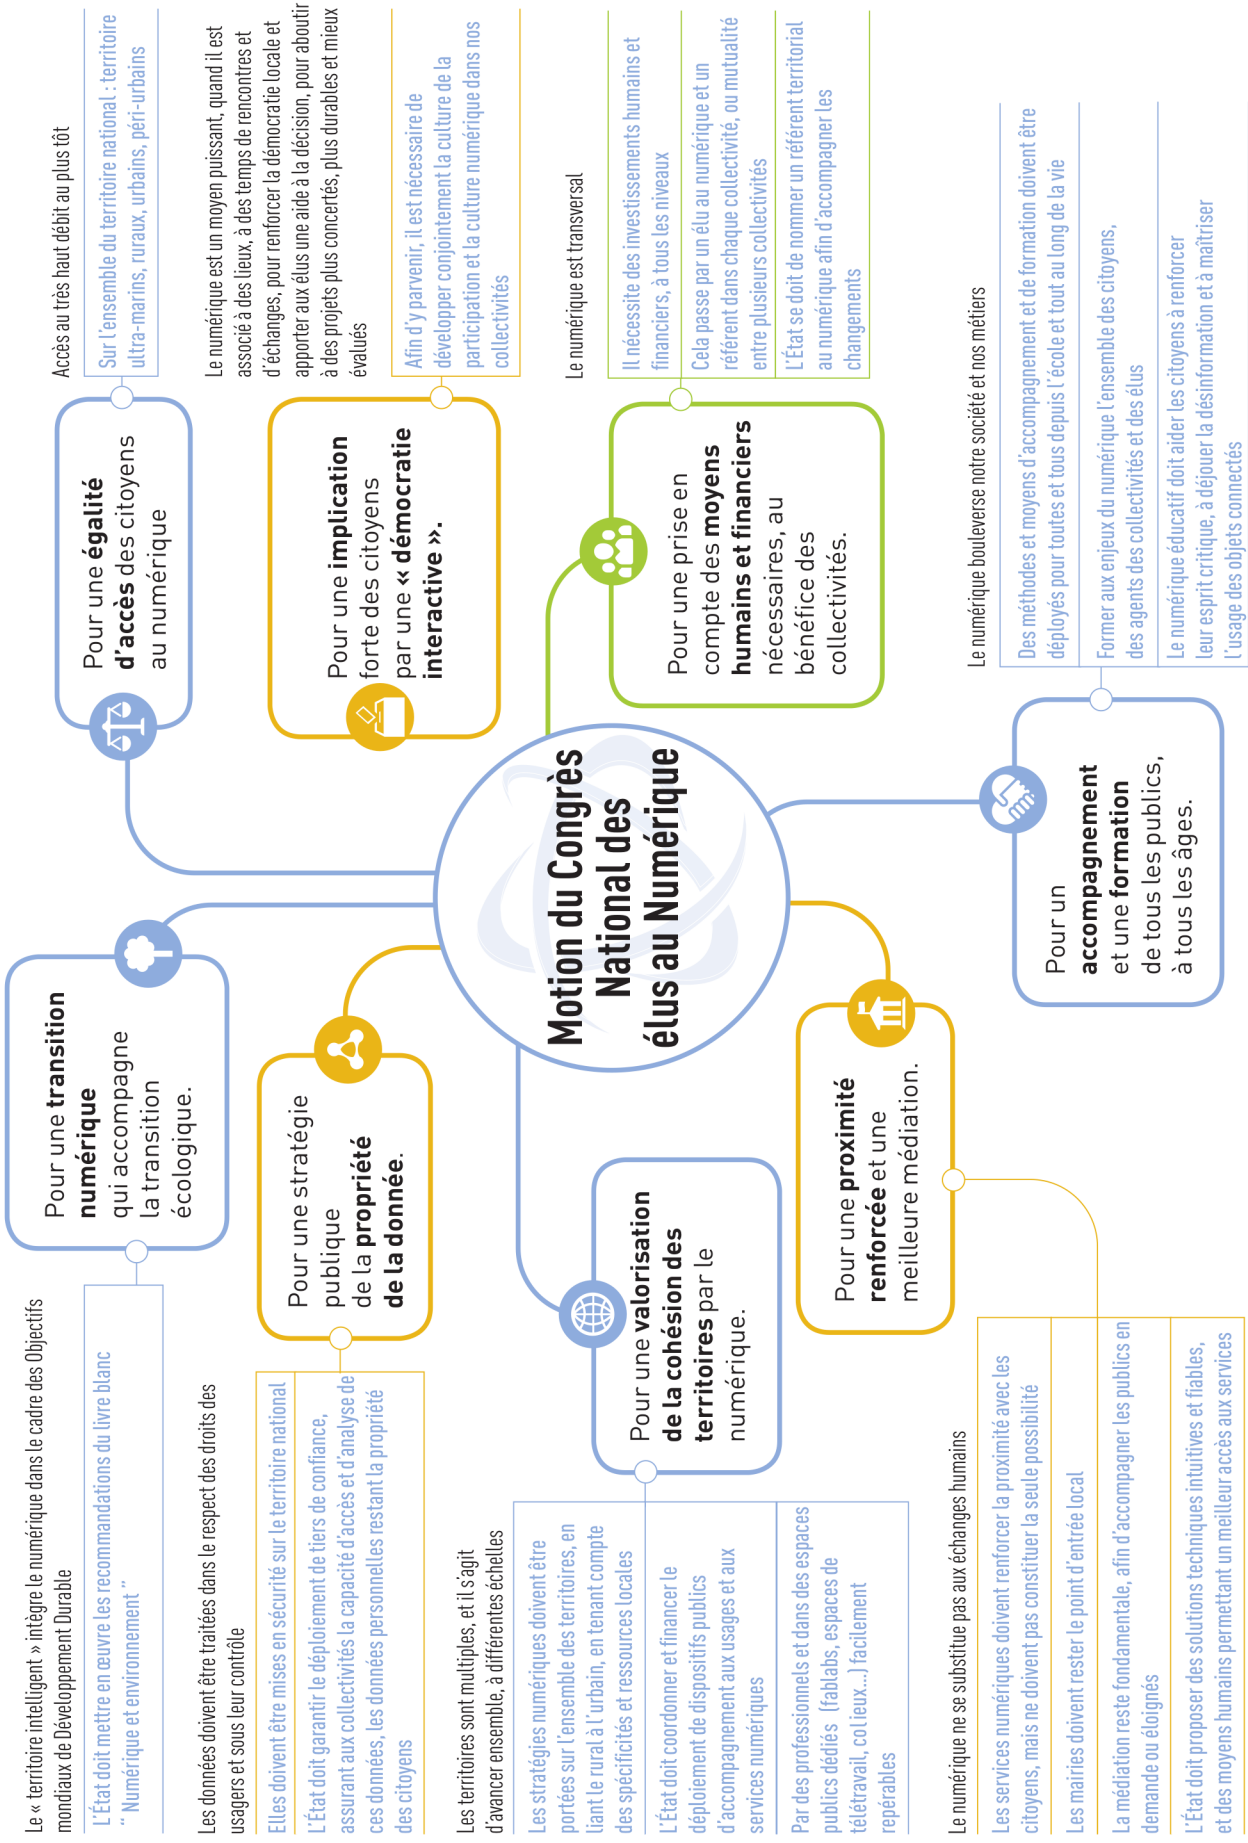 Motion du Congrès
National des
élus au Numérique
Pour une transition
numérique
qui accompagne
la transition
écologique.
Le « territoire intelligent » intègre le numérique dans le cadre des Objectifs
mondiaux de Développement Durable
L'État doit mettre en œuvre les recommandations du livre blanc
“ Numérique et environnement ”
Pour une stratégie
publique
de la propriété
de la donnée.
Les données doivent être traitées dans le respect des droits des
usagers et sous leur contrôle
Elles doivent être mises en sécurité sur le territoire national
L'État doit garantir le déploiement de tiers de confiance,
assurant aux collectivités la capacité d'accès et d'analyse de
ces données, les données personnelles restant la propriété
des citoyens
Pour une valorisation
de la cohésion des
territoires par le
numérique.
Les territoires sont multiples, et il s'agit
d'avancer ensemble, à différentes échelles
Les stratégies numériques doivent être
portées sur l'ensemble des territoires, en
liant le rural à l'urbain, en tenant compte
des spécificités et ressources locales
L'État doit coordonner et financer le
déploiement de dispositifs publics
d'accompagnement aux usages et aux
services numériques
Par des professionnels et dans des espaces
publics dédiés (fablabs, espaces de
télétravail, colieux...) facilement
repérables
Pour une proximité
renforcée et une
meilleure médiation.
Le numérique ne se substitue pas aux échanges humains
Les services numériques doivent renforcer la proximité avec les
citoyens, mais ne doivent pas constituer la seule possibilité
Les mairies doivent rester le point d'entrée local
La médiation reste fondamentale, afin d'accompagner les publics en
demande ou éloignés
L'État doit proposer des solutions techniques intuitives et fiables,
et des moyens humains permettant un meilleur accès aux services
Pour une égalité
d'accès des citoyens
au numérique
Accès au très haut débit au plus tôt
Sur l'ensemble du territoire national : territoire
ultra-marins, ruraux, urbains, péri-urbains
Pour une implication
forte des citoyens
par une « démocratie
interactive ».
Le numérique est un moyen puissant, quand il est
associé à des lieux, à des temps de rencontres et
d'échanges, pour renforcer la démocratie locale et
apporter aux élus une aide à la décision, pour aboutir
à des projets plus concertés, plus durables et mieux
évalués
Afin d'y parvenir, il est nécessaire de
développer conjointement la culture de la
participation et la culture numérique dans nos
collectivités
Pour une prise en
compte des moyens
humains et financiers
nécessaires, au
bénéfice des
collectivités.
Le numérique est transversal
Il nécessite des investissements humains et
financiers, à tous les niveaux
Cela passe par un élu au numérique et un
référent dans chaque collectivité, ou mutualité
entre plusieurs collectivités
L'État se doit de nommer un référent territorial
au numérique afin d'accompagner les
changements
Pour un
accompagnement
et une formation
de tous les publics,
à tous les âges.
Le numérique bouleverse notre société et nos métiers
Des méthodes et moyens d'accompagnement et de formation doivent être
déployés pour toutes et tous depuis l'école et tout au long de la vie
Former aux enjeux du numérique l'ensemble des citoyens,
des agents des collectivités et des élus
Le numérique éducatif doit aider les citoyens à renforcer
leur esprit critique, à déjouer la désinformation et à maîtriser
l'usage des objets connectés